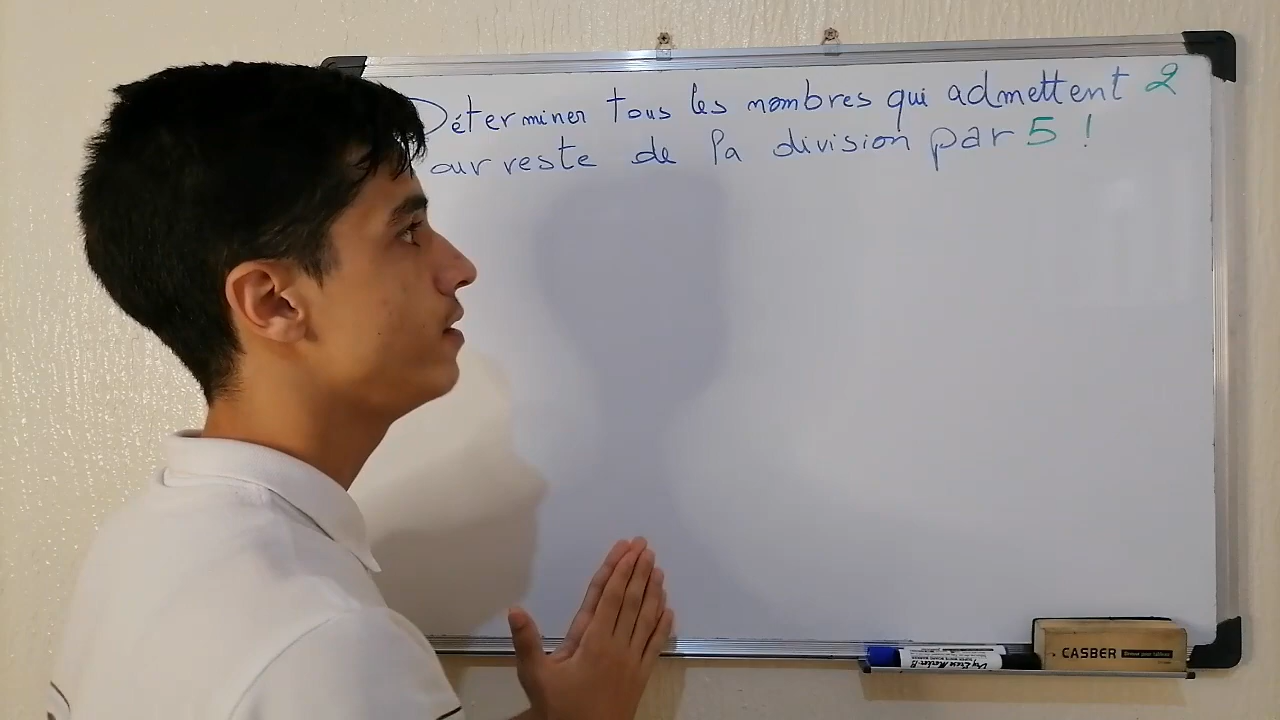 Déterminer tous les nombres qui admettent 2
our reste de la division par 5 !
CASBER